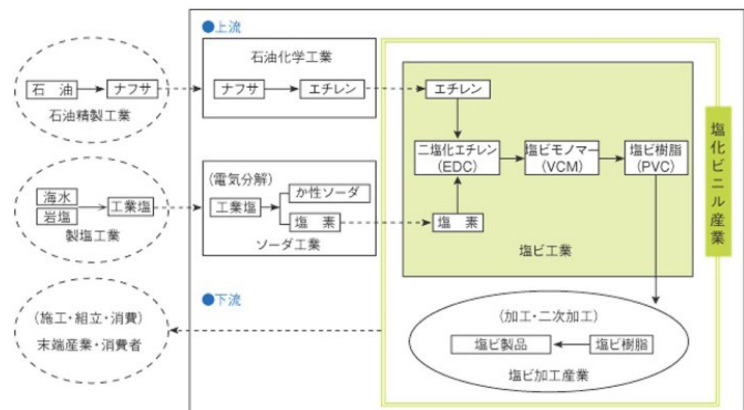 ●上流
石油化学工業
石 油
ナフサ
石油精製工業
ナフサ
エチレン
エチレン
二塩化エチレン
(EDC)
塩ビモノマー
(VCM)
塩ビ樹脂
(PVC)
塩化ビニル産業
海水
岩塩
工業塩
製塩工業
(電気分解)
工業塩
か性ソーダ
塩 素
ソーダ工業
塩 素
塩ビ工業
●下流
(施工・組立・消費)
末端産業・消費者
(加工・二次加工)
塩ビ製品
塩ビ樹脂
塩ビ加工産業